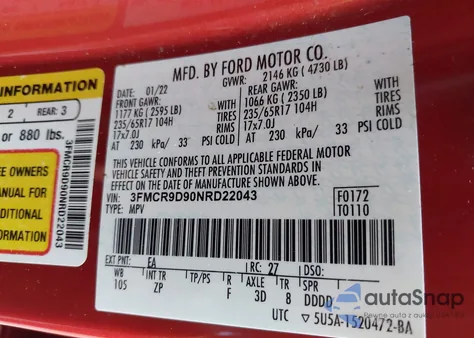 MFD. BY FORD MOTOR CO.
DATE: 01/22 GVWR: 2146 KG ( 4730 LB)
FRONT GAWR: REAR GAWR:
1177 KG ( 2595 LB) 1066 KG ( 2350 LB)
235/65R17 104H TIRES 235/65R17 104H TIRES
17x7.0J RIMS 17x7.0J RIMS
AT 230 kPa/ 33 PSI COLD AT 230 kPa/ 33 PSI COLD
THIS VEHICLE CONFORMS TO ALL APPLICABLE FEDERAL MOTOR
VEHICLE SAFETY AND THEFT PREVENTION STANDARDS IN EFFECT
ON THE DATE OF MANUFACTURE SHOWN ABOVE.
VIN: 3FMCR9D90NRD22043 F0172
TYPE: MPV T0110
EXT PNT: EA RC: 27 DSO:
WB INT TR TP/PS R AXLE TR SPR
105 ZP F 3D 8 DDDD
UTC ▽ 5U5A-1520472-BA
INFORMATION
2 REAR: 3
or 880 lbs.
EE OWNERS
ANUAL FOR
DDITIONAL
FORMATION
3FMCR9D90NRD22043
autoSnap
Pewne auta z aukcji